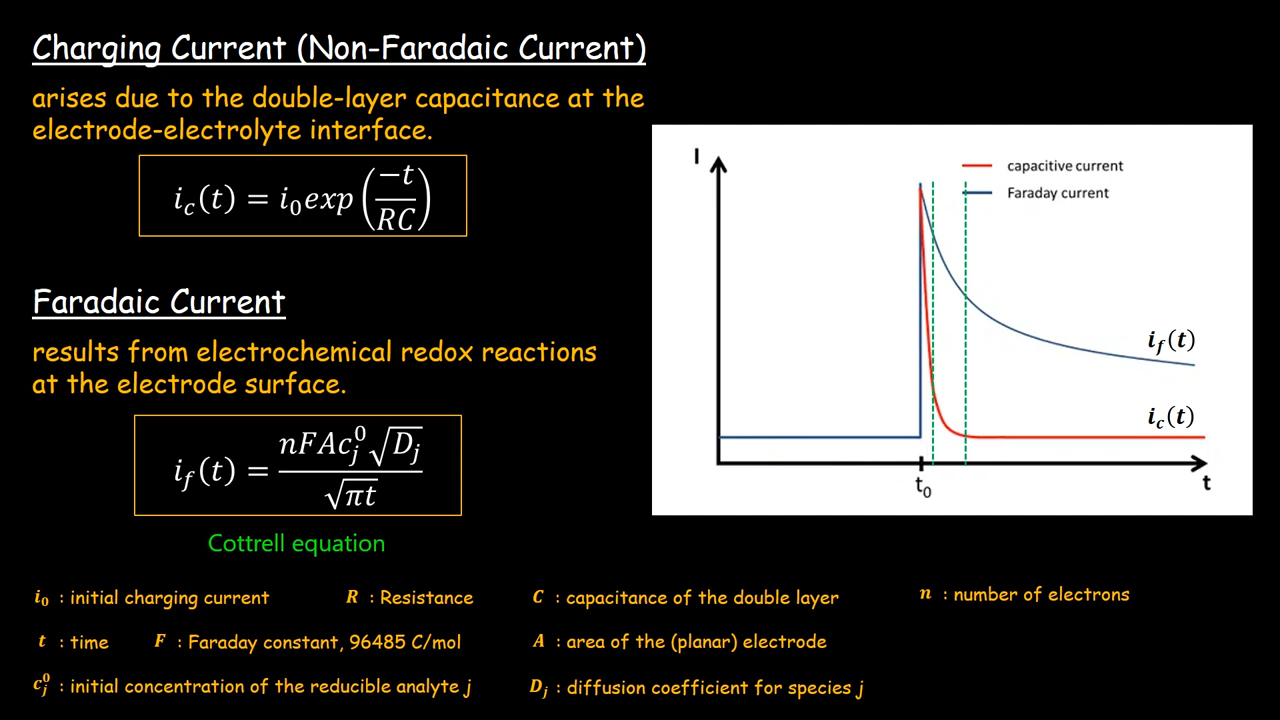 Charging Current (Non-Faradaic Current)
arises due to the double-layer capacitance at the
electrode-electrolyte interface.
i_c(t) = i_0 exp(−t/RC)
Faradaic Current
results from electrochemical redox reactions
at the electrode surface.
i_f(t) = nFAc_j^0 √D_j / √πt
Cottrell equation
I
capacitive current
Faraday current
i_f(t)
i_c(t)
t_0
t
i_0 : initial charging current R : Resistance C : capacitance of the double layer n : number of electrons
t : time F : Faraday constant, 96485 C/mol A : area of the (planar) electrode
c_j^0 : initial concentration of the reducible analyte j D_j : diffusion coefficient for species j